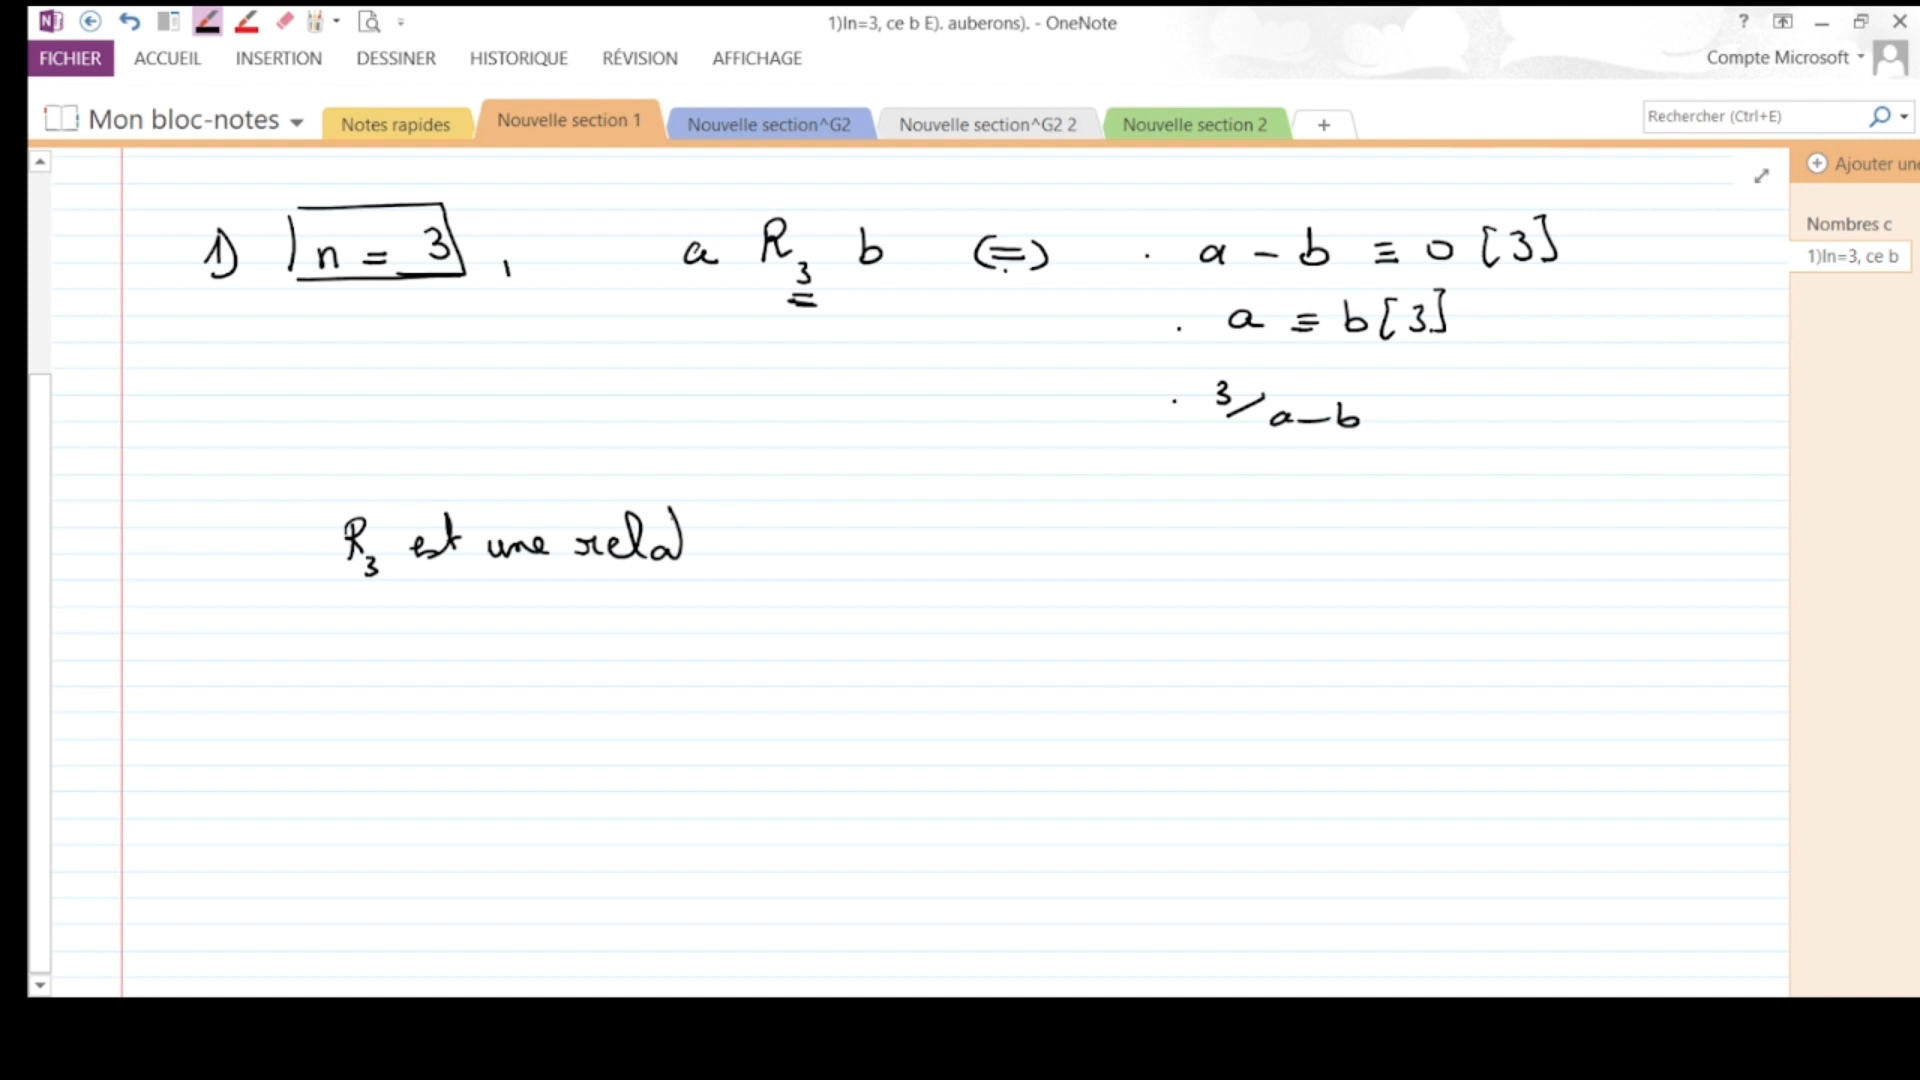 1)In=3, ce b E). auberons). - OneNote
?
FICHIER ACCUEIL INSERTION DESSINER HISTORIQUE RÉVISION AFFICHAGE Compte Microsoft
Mon bloc-notes Notes rapides Nouvelle section 1 Nouvelle section^G2 Nouvelle section^G2 2 Nouvelle section 2 + Rechercher (Ctrl+E)
Ajouter une
Nombres c
1)In=3, ce b
1) n = 3, a R₃ b (=) . a - b ≡ 0 [3]
. a ≡ b [3]
. 3/a-b
R₃ est une rela